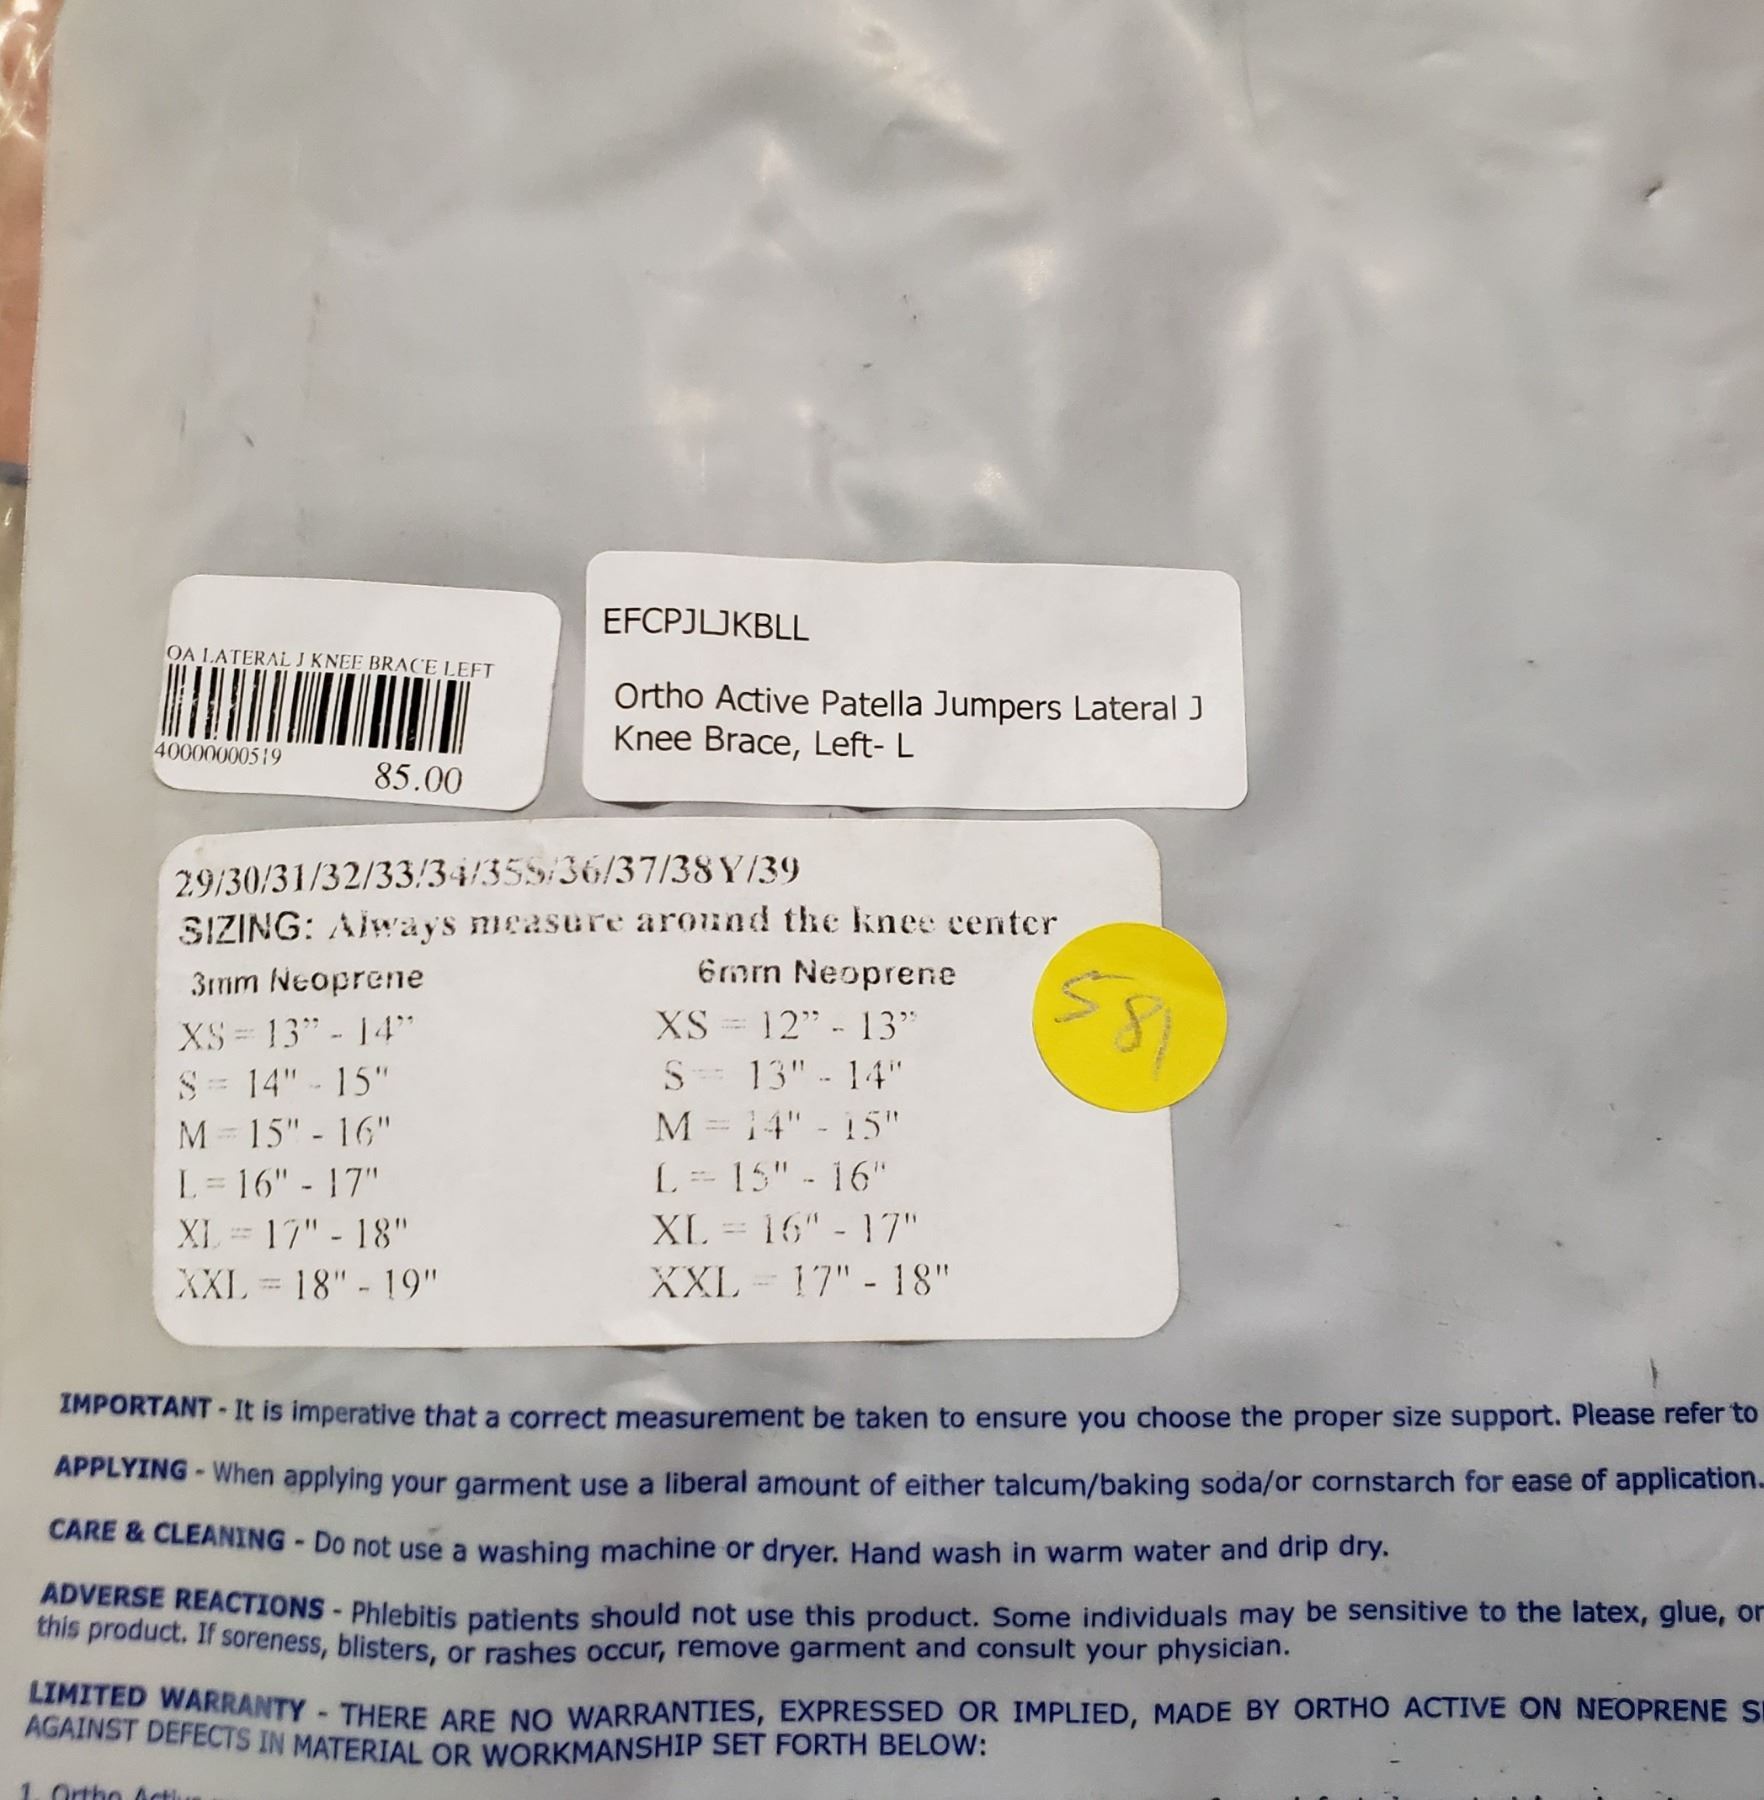 OA LATERAL J KNEE BRACE LEFT
40000000519
85.00
EFCPJLJKBLL
Ortho Active Patella Jumpers Lateral J
Knee Brace, Left- L
29/30/31/32/33/34/35S/36/37/38Y/39
SIZING: Always measure around the knee center
3mm Neoprene
XS = 13” - 14”
S = 14" - 15"
M = 15" - 16"
L = 16" - 17"
XL = 17" - 18"
XXL = 18" - 19"
6mm Neoprene
XS = 12” - 13”
S = 13" - 14"
M = 14" - 15"
L = 15" - 16"
XL = 16" - 17"
XXL = 17" - 18"
581
IMPORTANT - It is imperative that a correct measurement be taken to ensure you choose the proper size support. Please refer to
APPLYING - When applying your garment use a liberal amount of either talcum/baking soda/or cornstarch for ease of application.
CARE & CLEANING - Do not use a washing machine or dryer. Hand wash in warm water and drip dry.
ADVERSE REACTIONS - Phlebitis patients should not use this product. Some individuals may be sensitive to the latex, glue, or
this product. If soreness, blisters, or rashes occur, remove garment and consult your physician.
LIMITED WARRANTY - THERE ARE NO WARRANTIES, EXPRESSED OR IMPLIED, MADE BY ORTHO ACTIVE ON NEOPRENE
AGAINST DEFECTS IN MATERIAL OR WORKMANSHIP SET FORTH BELOW:
1. Ortho Active